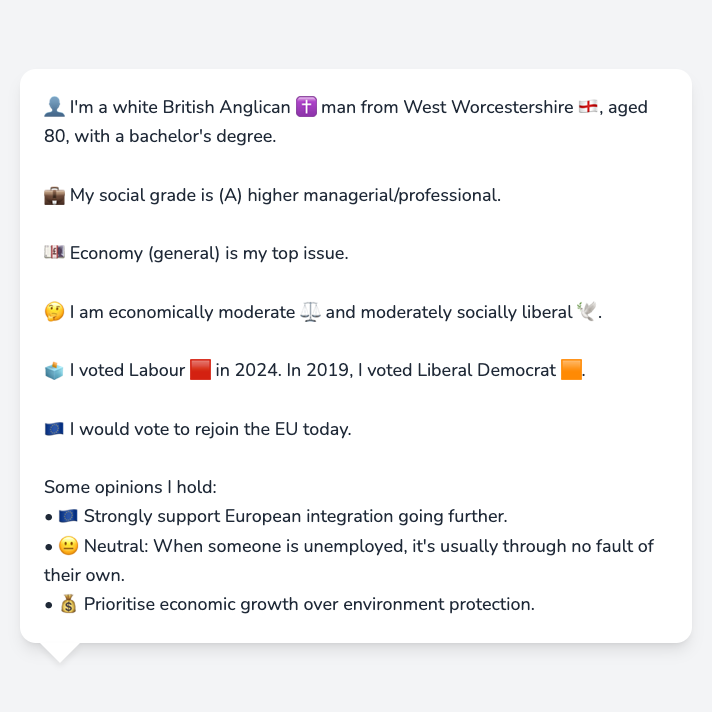 👤 I'm a white British Anglican ✝️ man from West Worcestershire 🏴󠁧󠁢󠁥󠁮󠁧󠁿, aged
80, with a bachelor's degree.
💼 My social grade is (A) higher managerial/professional.
💷 Economy (general) is my top issue.
🤔 I am economically moderate ⚖️ and moderately socially liberal 🕊️.
🗳️ I voted Labour 🟥 in 2024. In 2019, I voted Liberal Democrat 🟧.
🇪🇺 I would vote to rejoin the EU today.
Some opinions I hold:
• 🇪🇺 Strongly support European integration going further.
• 😐 Neutral: When someone is unemployed, it's usually through no fault of
their own.
• 💰 Prioritise economic growth over environment protection.